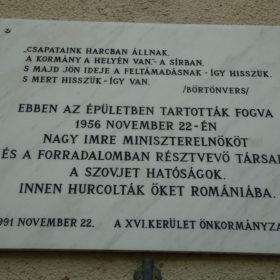 „CSAPATAINK HARCBAN ÁLLNAK.
A KORMÁNY A HELYÉN VAN." - A SÍRBAN.
S MAJD JÖN IDEJE A FELTÁMADÁSNAK - ÍGY HISSZÜK.
S MERT HISSZÜK - ÍGY VAN.
/BÖRTÖNVERS/
EBBEN AZ ÉPÜLETBEN TARTOTTÁK FOGVA
1956 NOVEMBER 22-ÉN
NAGY IMRE MINISZTERELNÖKÖT
ÉS A FORRADALOMBAN RÉSZTVEVŐ TÁRSAI
A SZOVJET HATÓSÁGOK.
INNEN HURCOLTÁK ŐKET ROMÁNIÁBA.
1991 NOVEMBER 22. A XVI.KERÜLET ÖNKORMÁNYZA